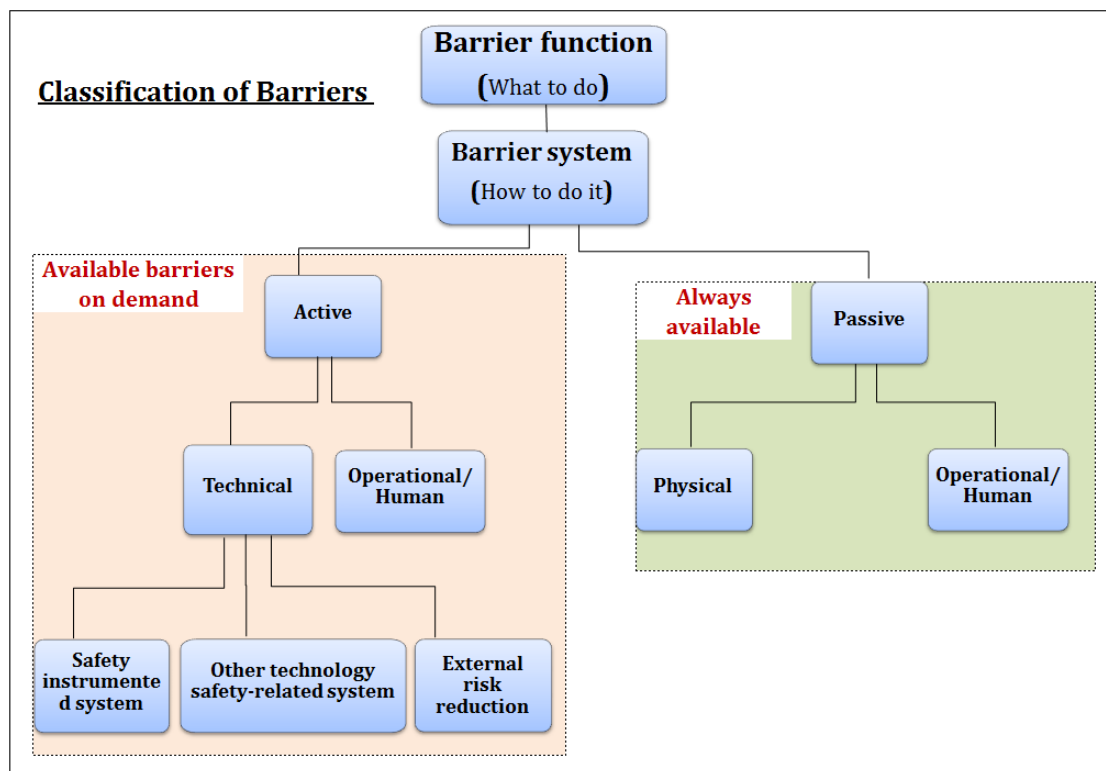 Barrier function
(What to do)
Classification of Barriers
Barrier system
(How to do it)
Available barriers
on demand
Active
Always
available
Passive
Technical
Operational/
Human
Physical
Operational/
Human
Safety
instrumente
d system
Other technology
safety-related system
External
risk
reduction